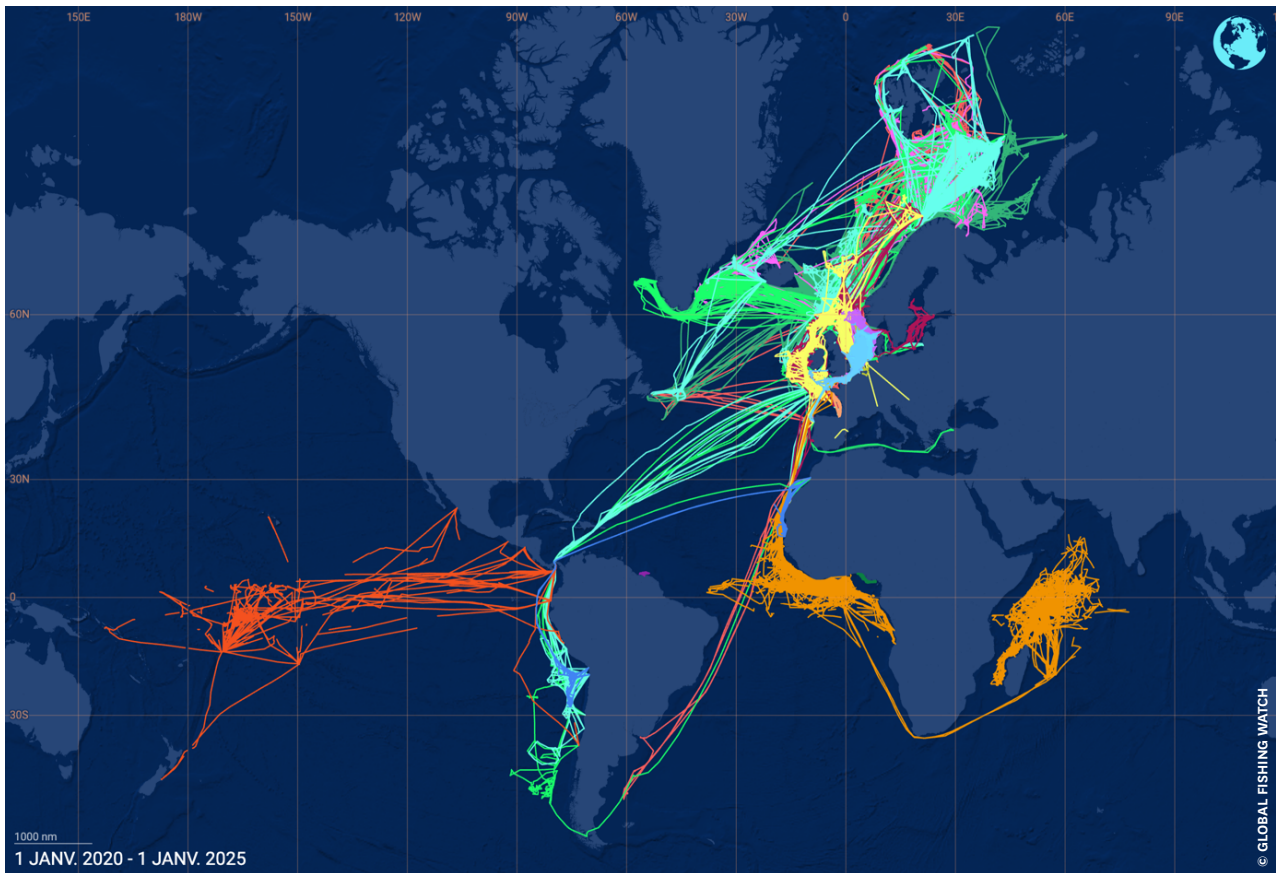 150E 180W 150W 120W 90W 60W 30W 0 30E 60E 90E
60N
30N
0
30S
1000 nm
1 JANV. 2020 - 1 JANV. 2025
© GLOBAL FISHING WATCH